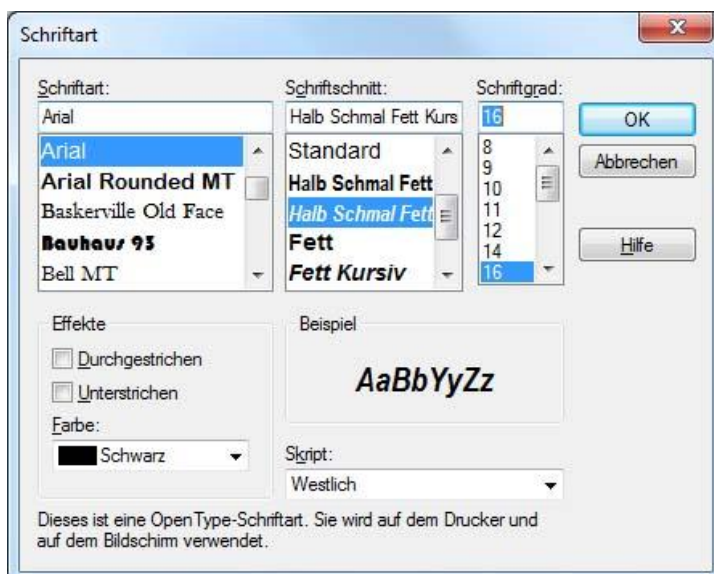 Schriftart
Schriftart:
Arial
Arial
Arial Rounded MT
Baskerville Old Face
Bauhaus 93
Bell MT
Schriftschnitt:
Halb Schmal Fett Kurs
Standard
Halb Schmal Fett
Halb Schmal Fett
Fett
Fett Kursiv
Schriftgrad:
16
8
9
10
11
12
14
16
OK
Abbrechen
Hilfe
Effekte
Durchgestrichen
Unterstrichen
Farbe:
Schwarz
Beispiel
AaBbYyZz
Skript:
Westlich
Dieses ist eine OpenType-Schriftart. Sie wird auf dem Drucker und
auf dem Bildschirm verwendet.